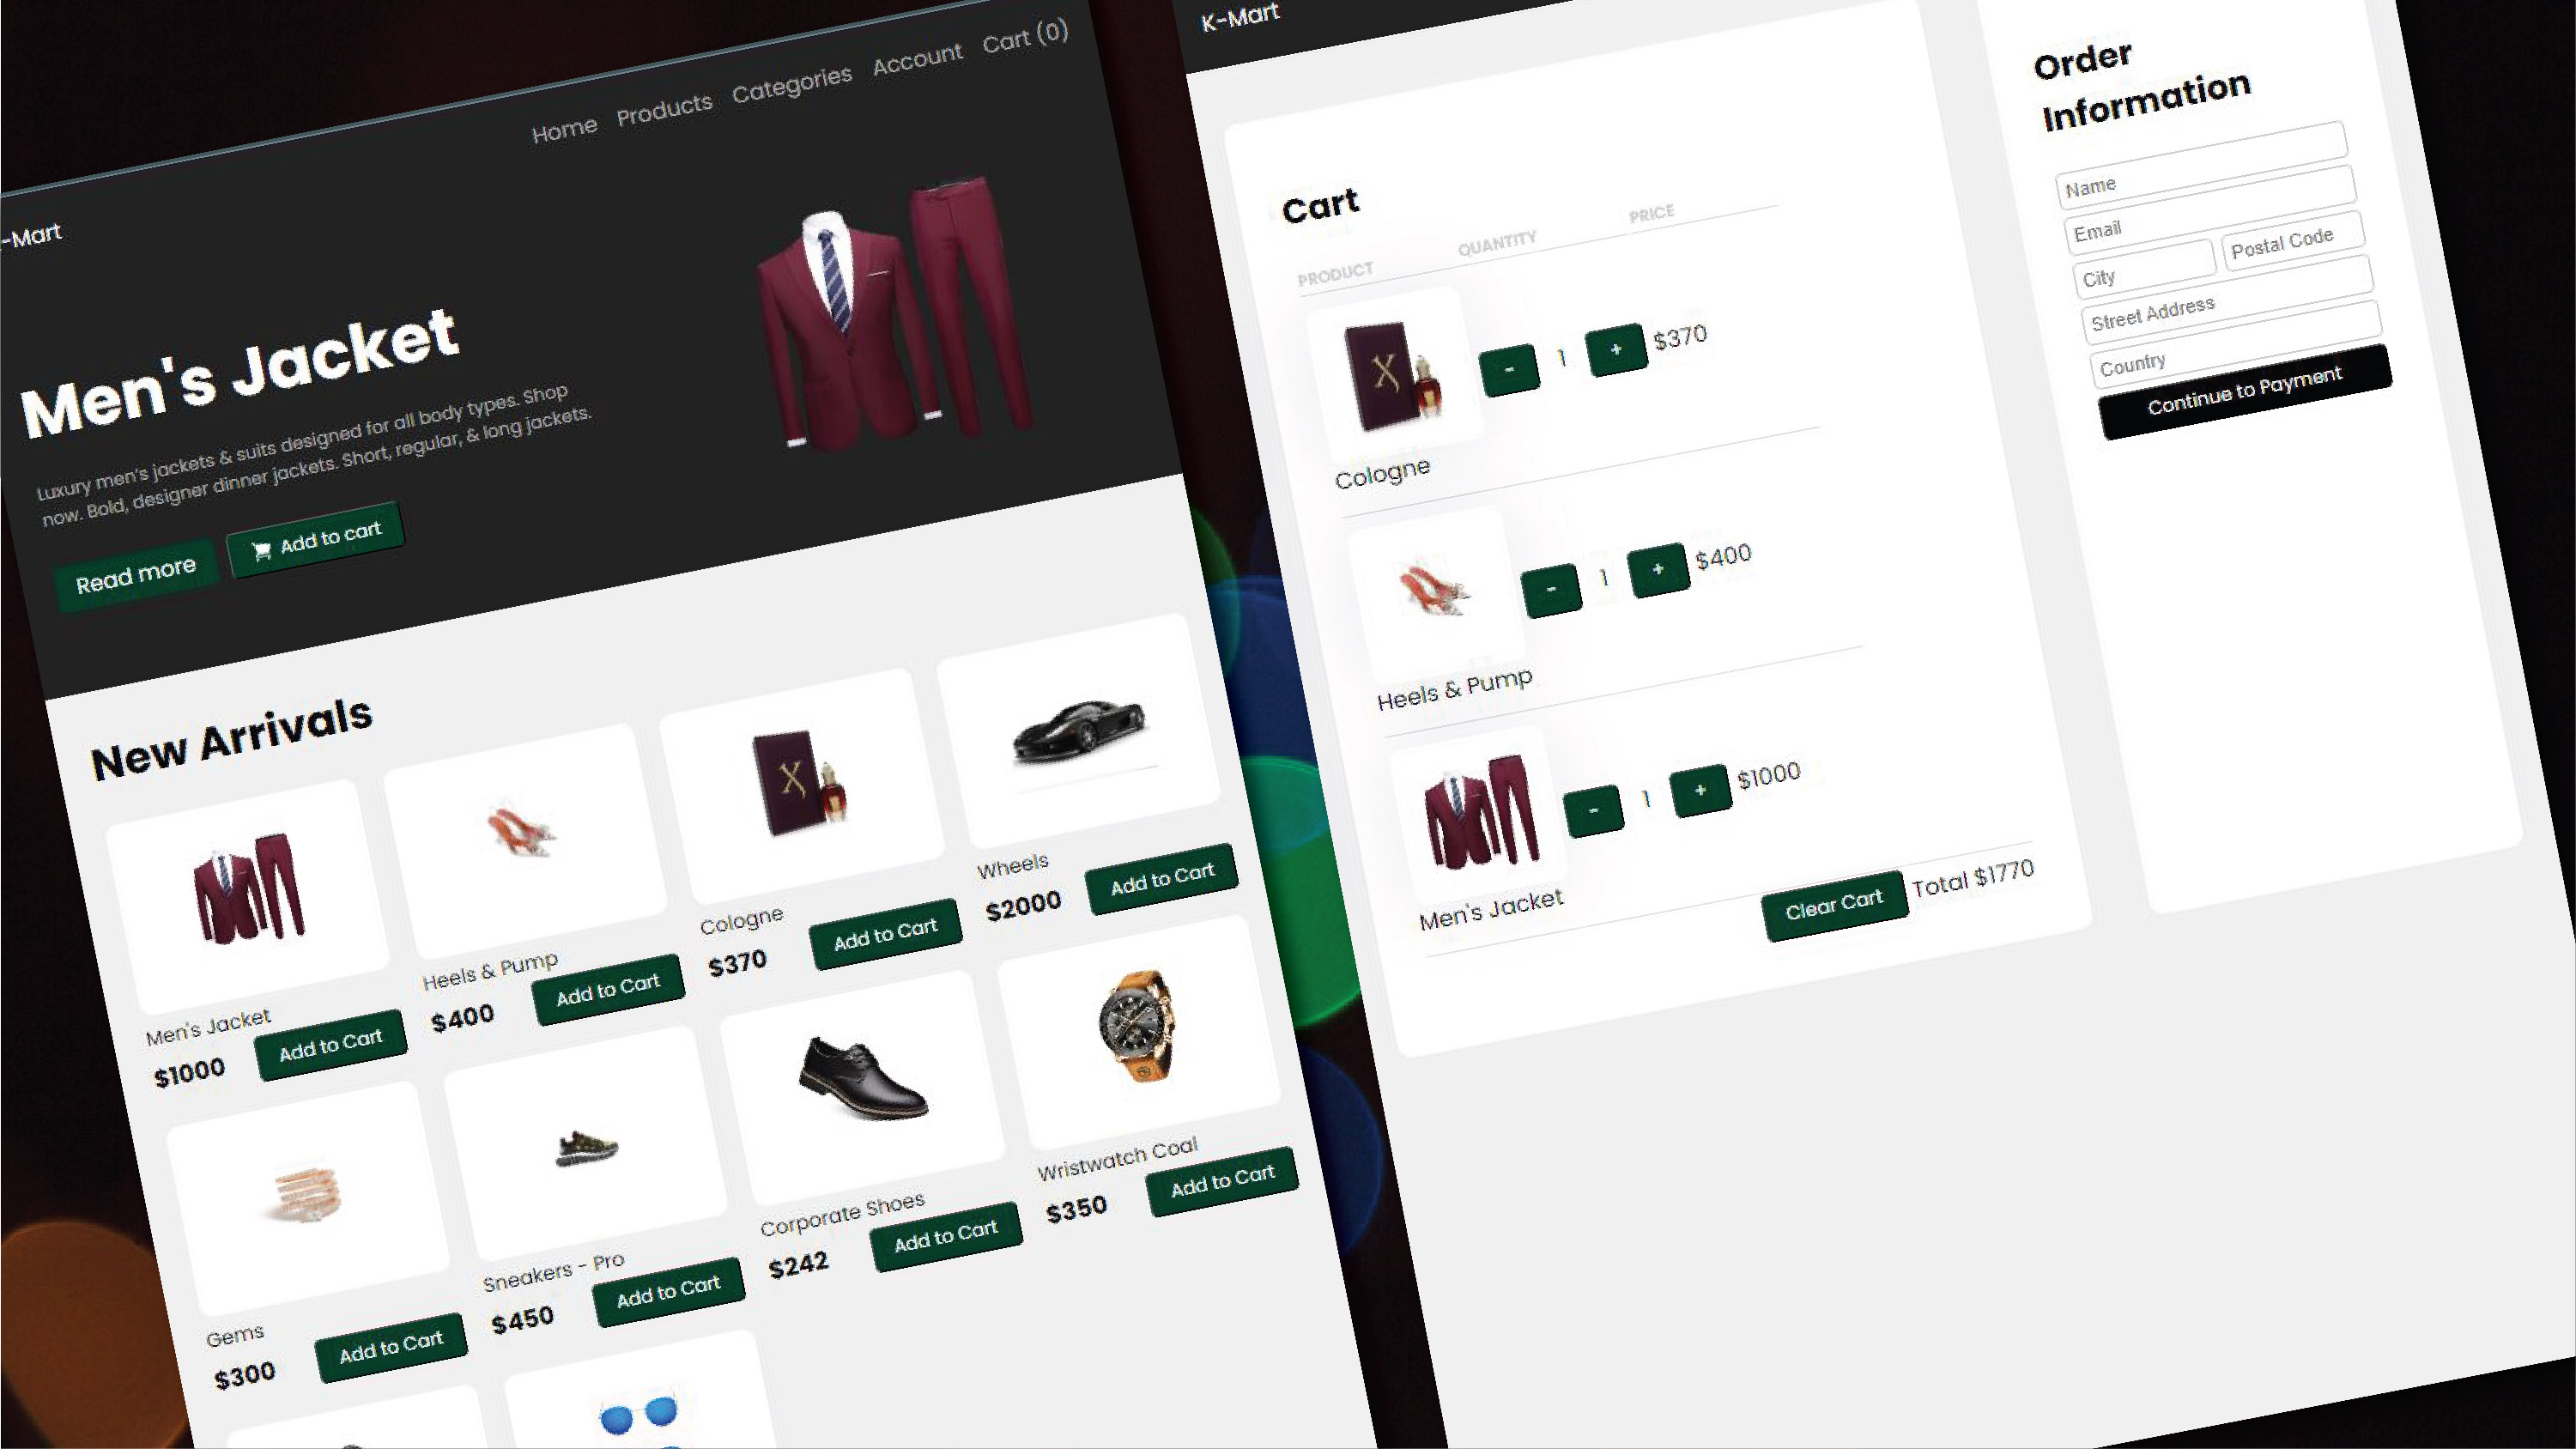 Home Products Categories Account Cart (0)
-Mart
Men's Jacket
Luxury men's jackets & suits designed for all body types. Shop
now. Bold, designer dinner jackets. Short, regular, & long jackets.
Read more
Add to cart
New Arrivals
Men's Jacket
$1000
Add to Cart
Heels & Pump
$400
Add to Cart
X
Cologne
$370
Add to Cart
Wheels
$2000
Add to Cart
Gems
$300
Add to Cart
Sneakers - Pro
$450
Add to Cart
Corporate Shoes
$242
Add to Cart
Wristwatch Coal
$350
Add to Cart
K-Mart
Cart
PRODUCT QUANTITY PRICE
X
- 1 + $370
Cologne
- 1 + $400
Heels & Pump
- 1 + $1000
Men's Jacket
Clear Cart Total $1770
Order
Information
Name
Email
City Postal Code
Street Address
Country
Continue to Payment